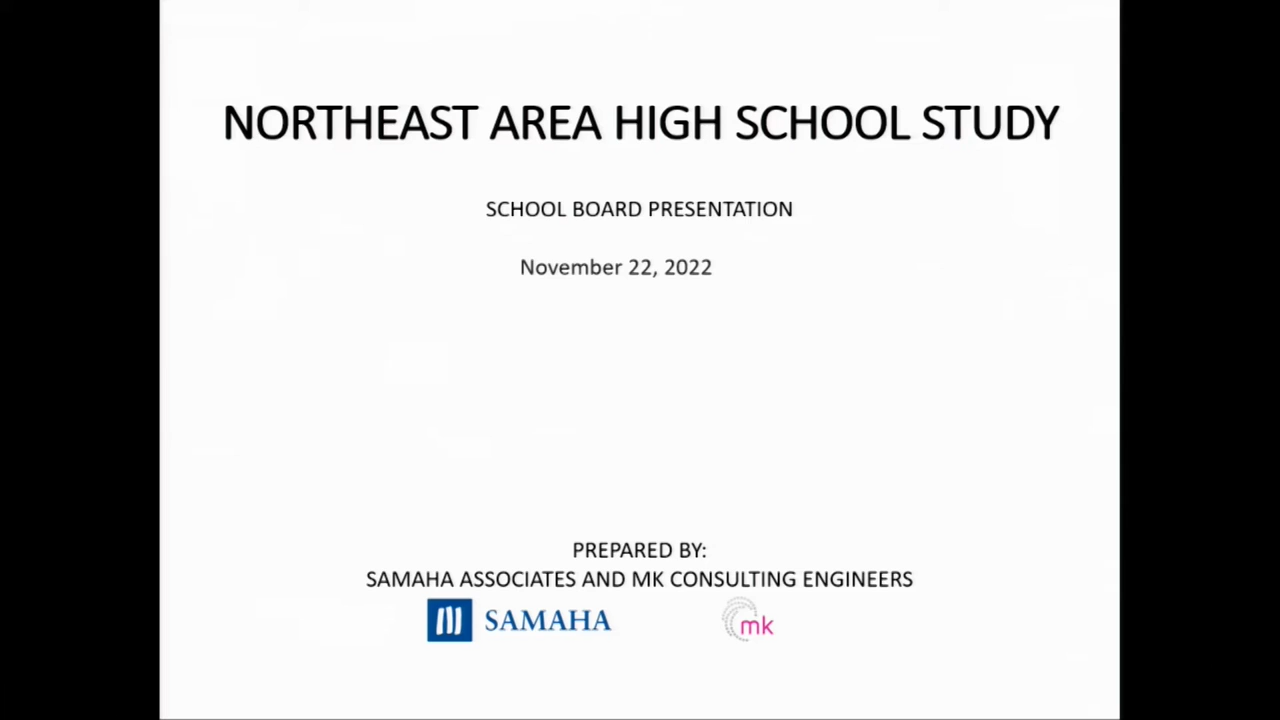 NORTHEAST AREA HIGH SCHOOL STUDY
SCHOOL BOARD PRESENTATION
November 22, 2022
PREPARED BY:
SAMAHA ASSOCIATES AND MK CONSULTING ENGINEERS
SAMAHA
mk